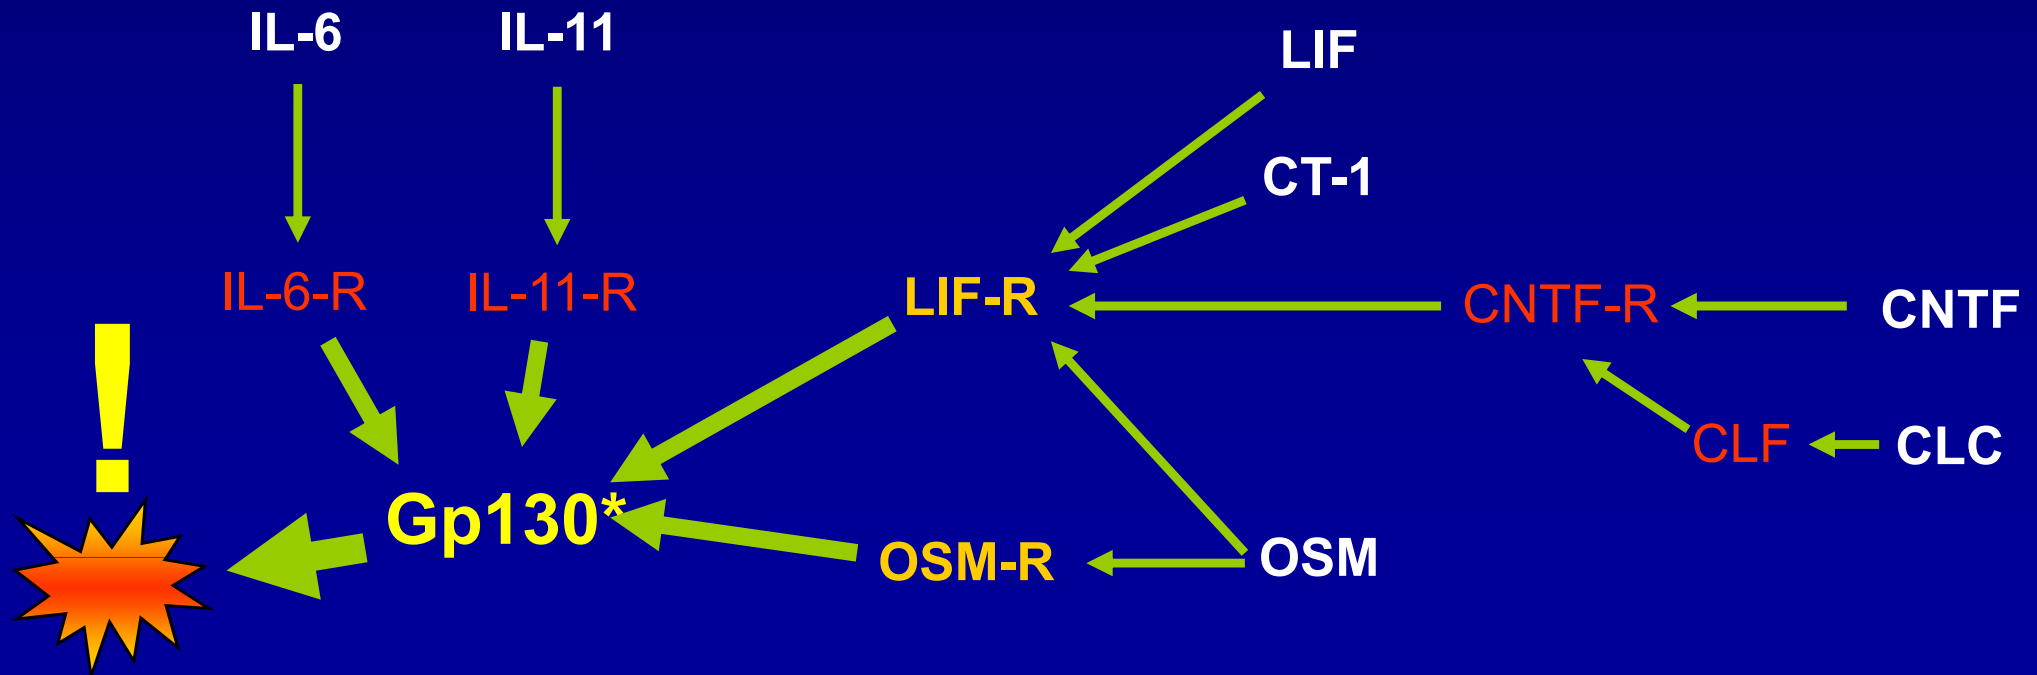 IL-6
IL-11
LIF
CT-1
IL-6-R
IL-11-R
LIF-R
CNTF-R
CNTF
!
CLF
CLC
Gp130*
OSM-R
OSM